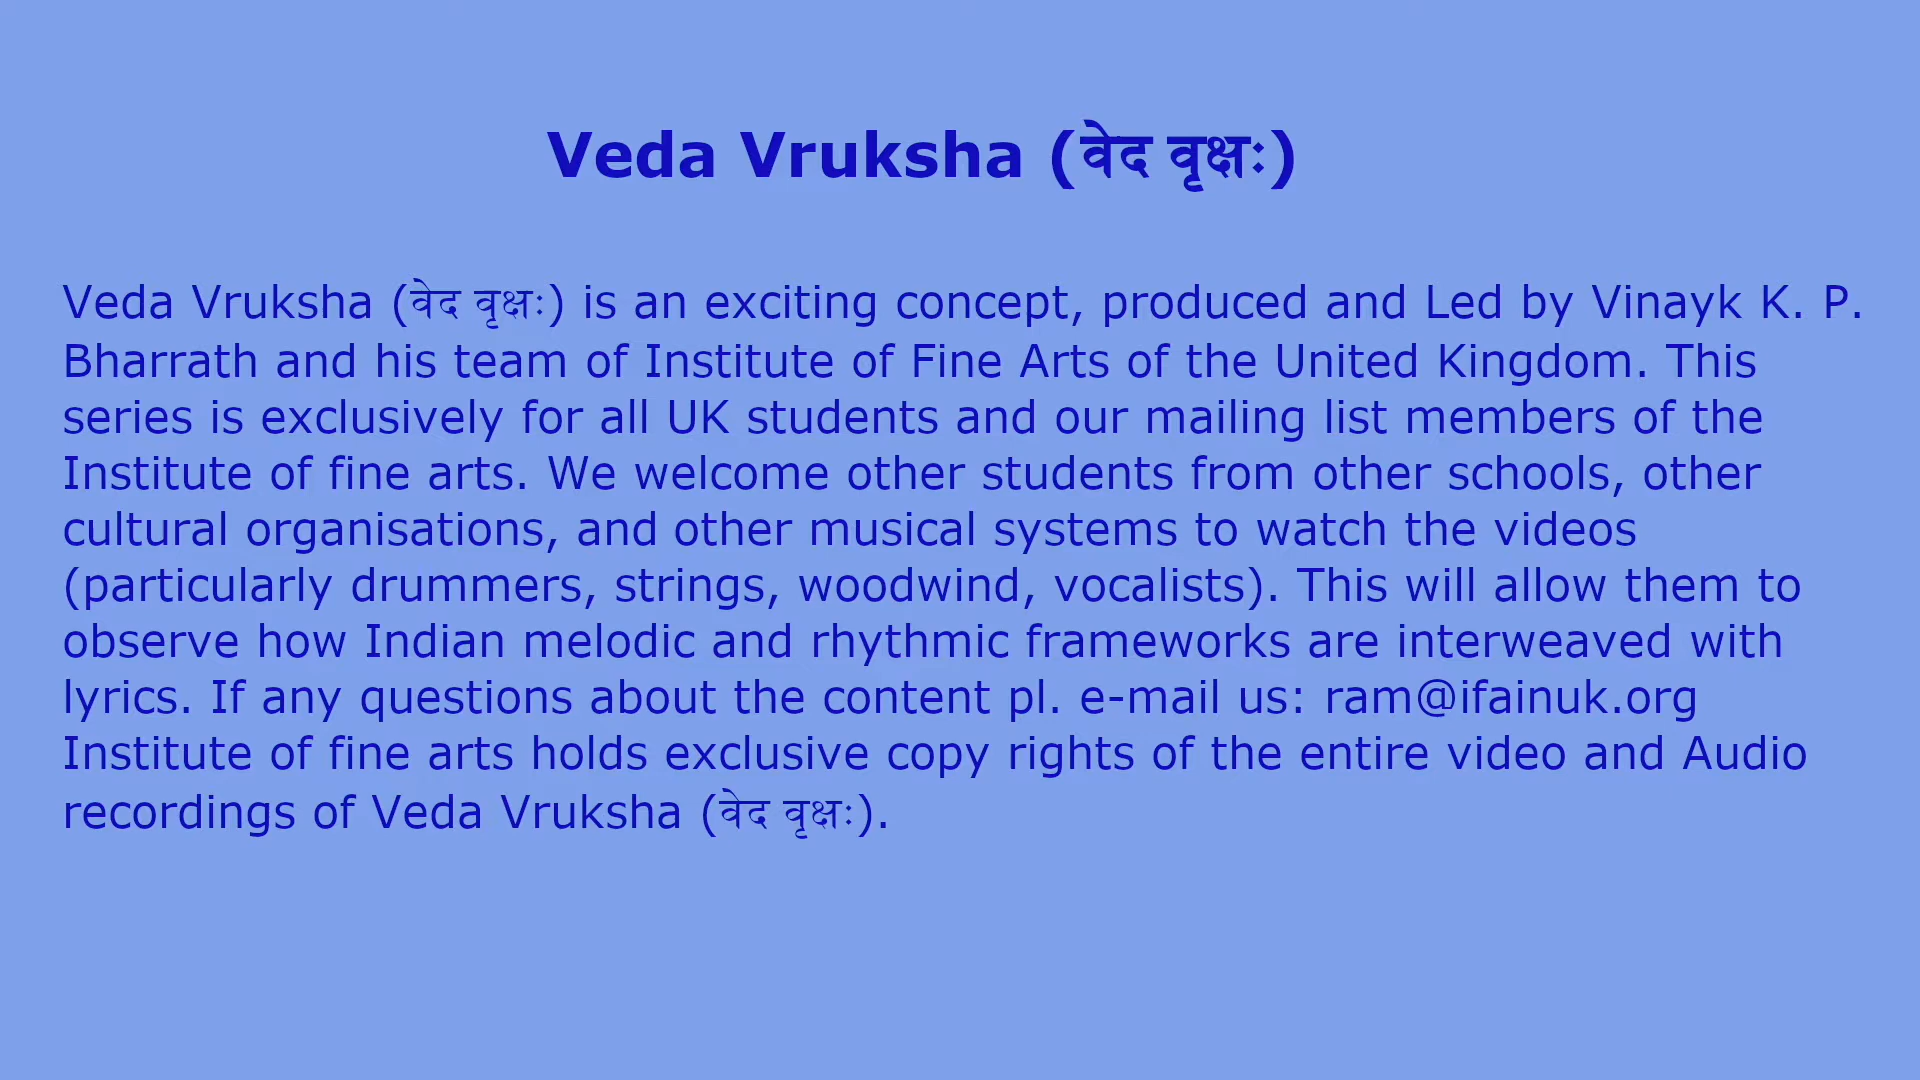 Veda Vruksha (वेद वृक्षः)
Veda Vruksha (वेद वृक्षः) is an exciting concept, produced and Led by Vinayk K. P.
Bharrath and his team of Institute of Fine Arts of the United Kingdom. This
series is exclusively for all UK students and our mailing list members of the
Institute of fine arts. We welcome other students from other schools, other
cultural organisations, and other musical systems to watch the videos
(particularly drummers, strings, woodwind, vocalists). This will allow them to
observe how Indian melodic and rhythmic frameworks are interweaved with
lyrics. If any questions about the content pl. e-mail us: ram@ifainuk.org
Institute of fine arts holds exclusive copy rights of the entire video and Audio
recordings of Veda Vruksha (वेद वृक्षः).